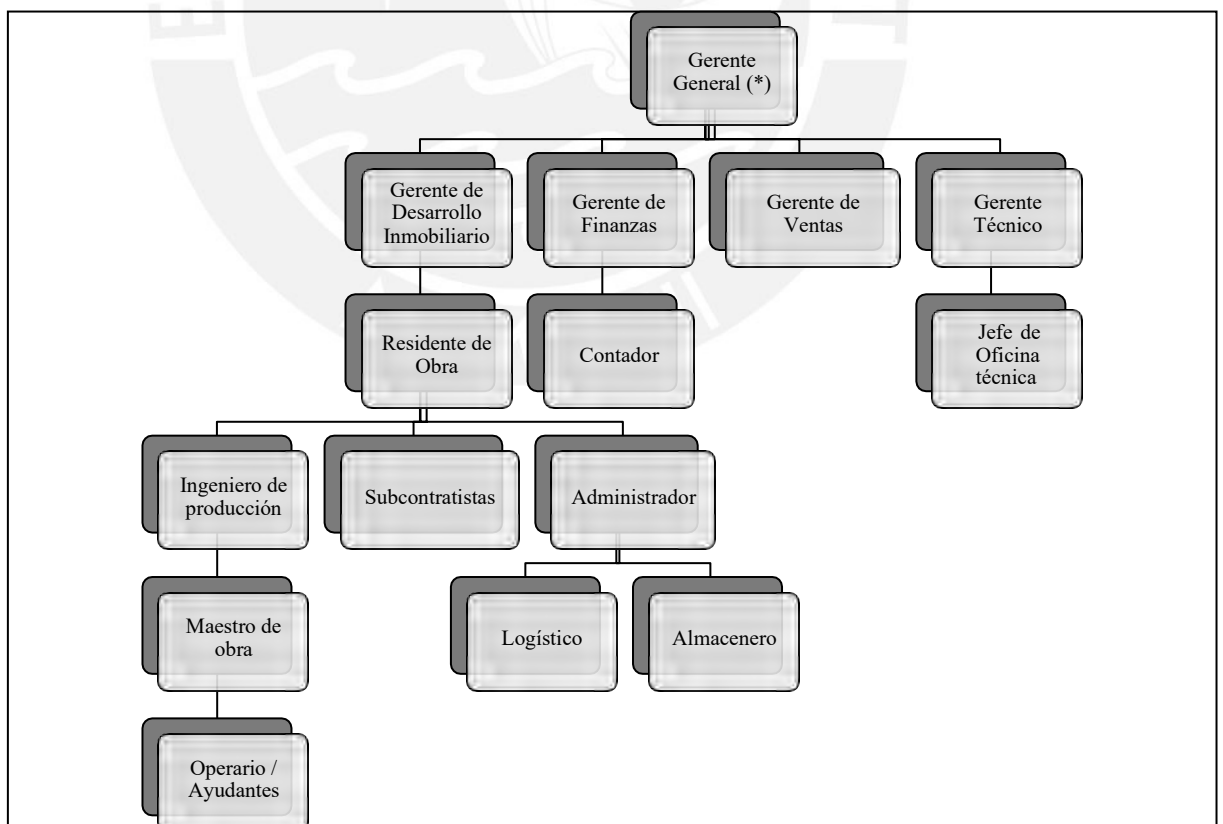 Gerente
General (*)
Gerente de
Desarrollo
Inmobiliario
Gerente de
Finanzas
Gerente de
Ventas
Gerente
Técnico
Residente de
Obra
Contador
Jefe de
Oficina
técnica
Ingeniero de
producción
Subcontratistas
Administrador
Maestro de
obra
Logístico
Almacenero
Operario /
Ayudantes